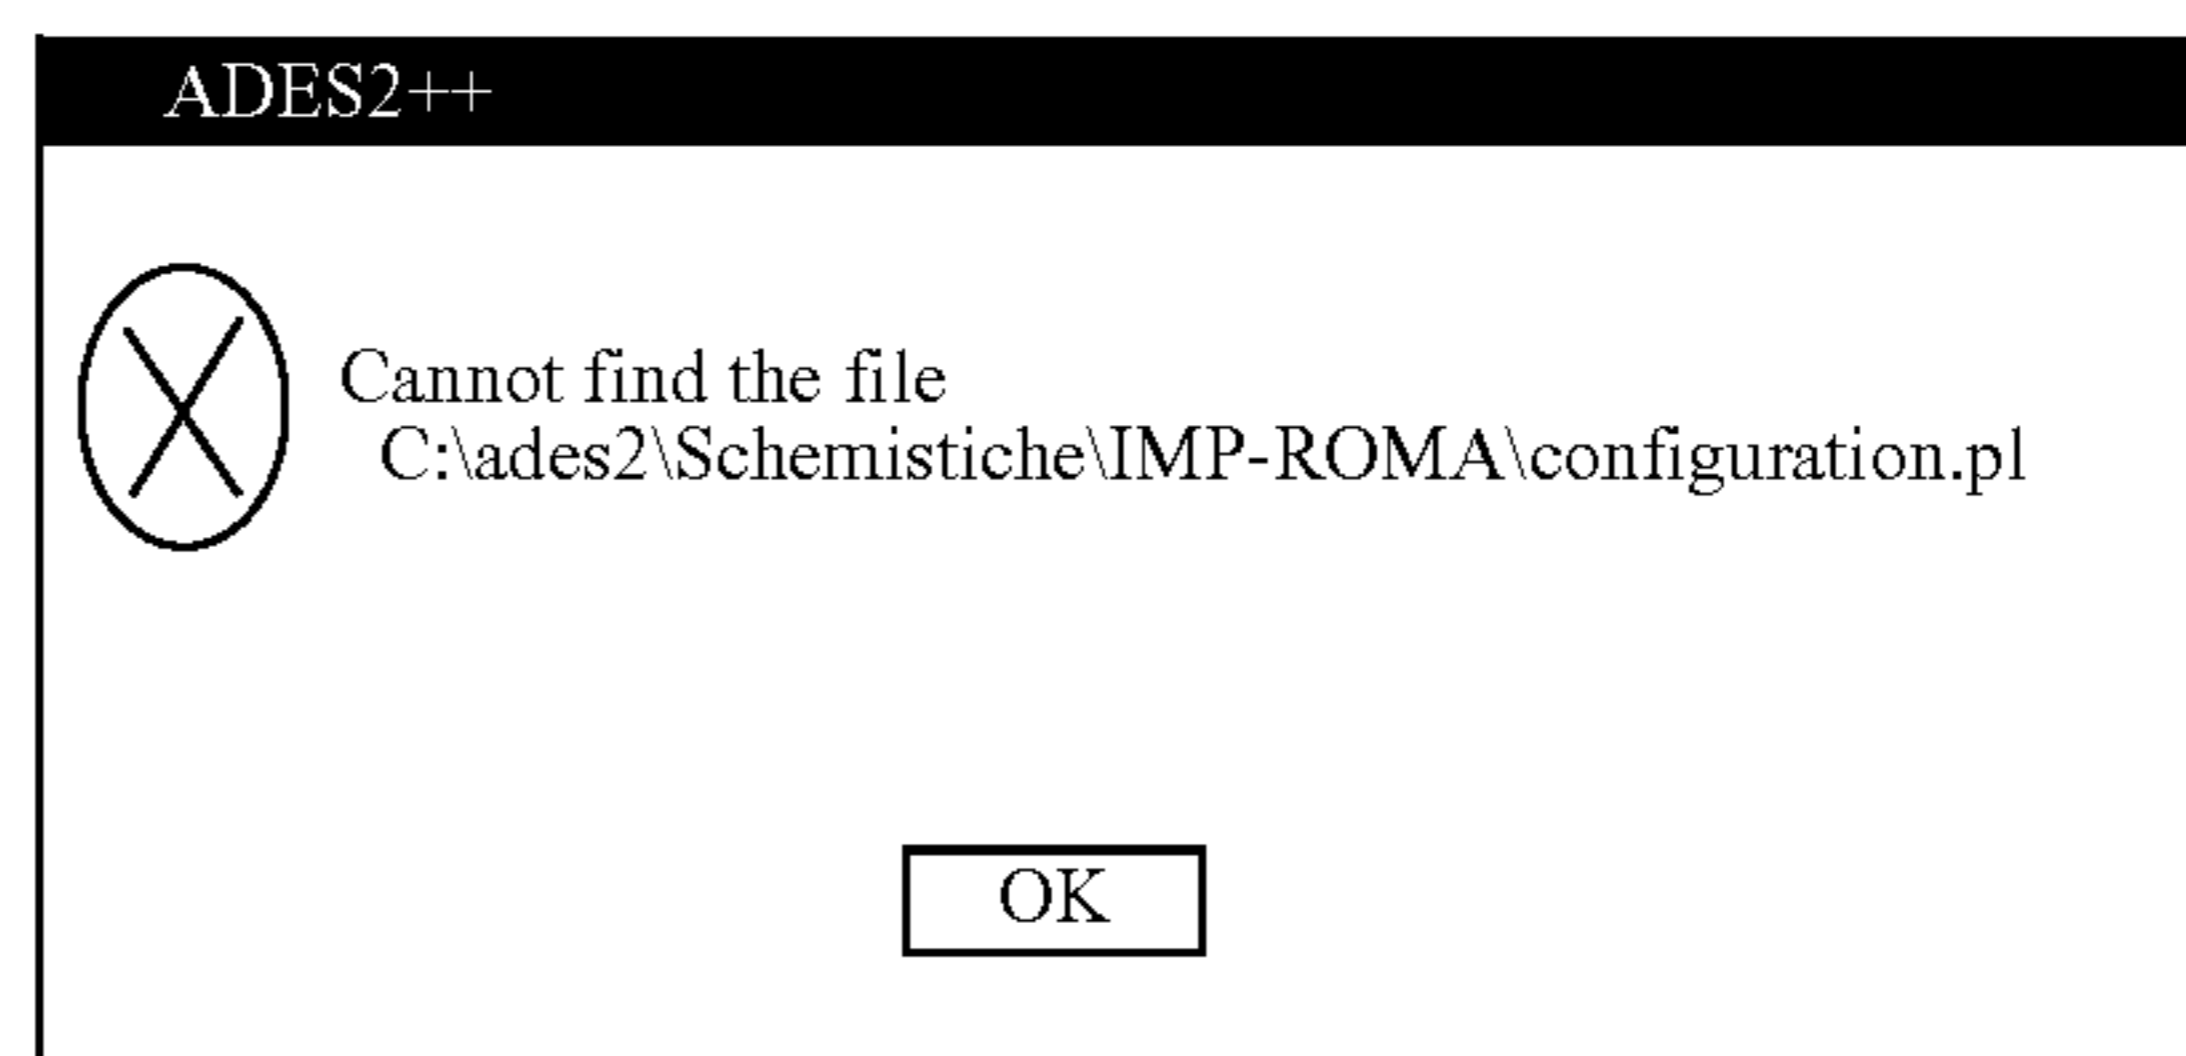 ADES2++
Cannot find the file
C:\ades2\Schemistiche\IMP-ROMA\configuration.pl
OK